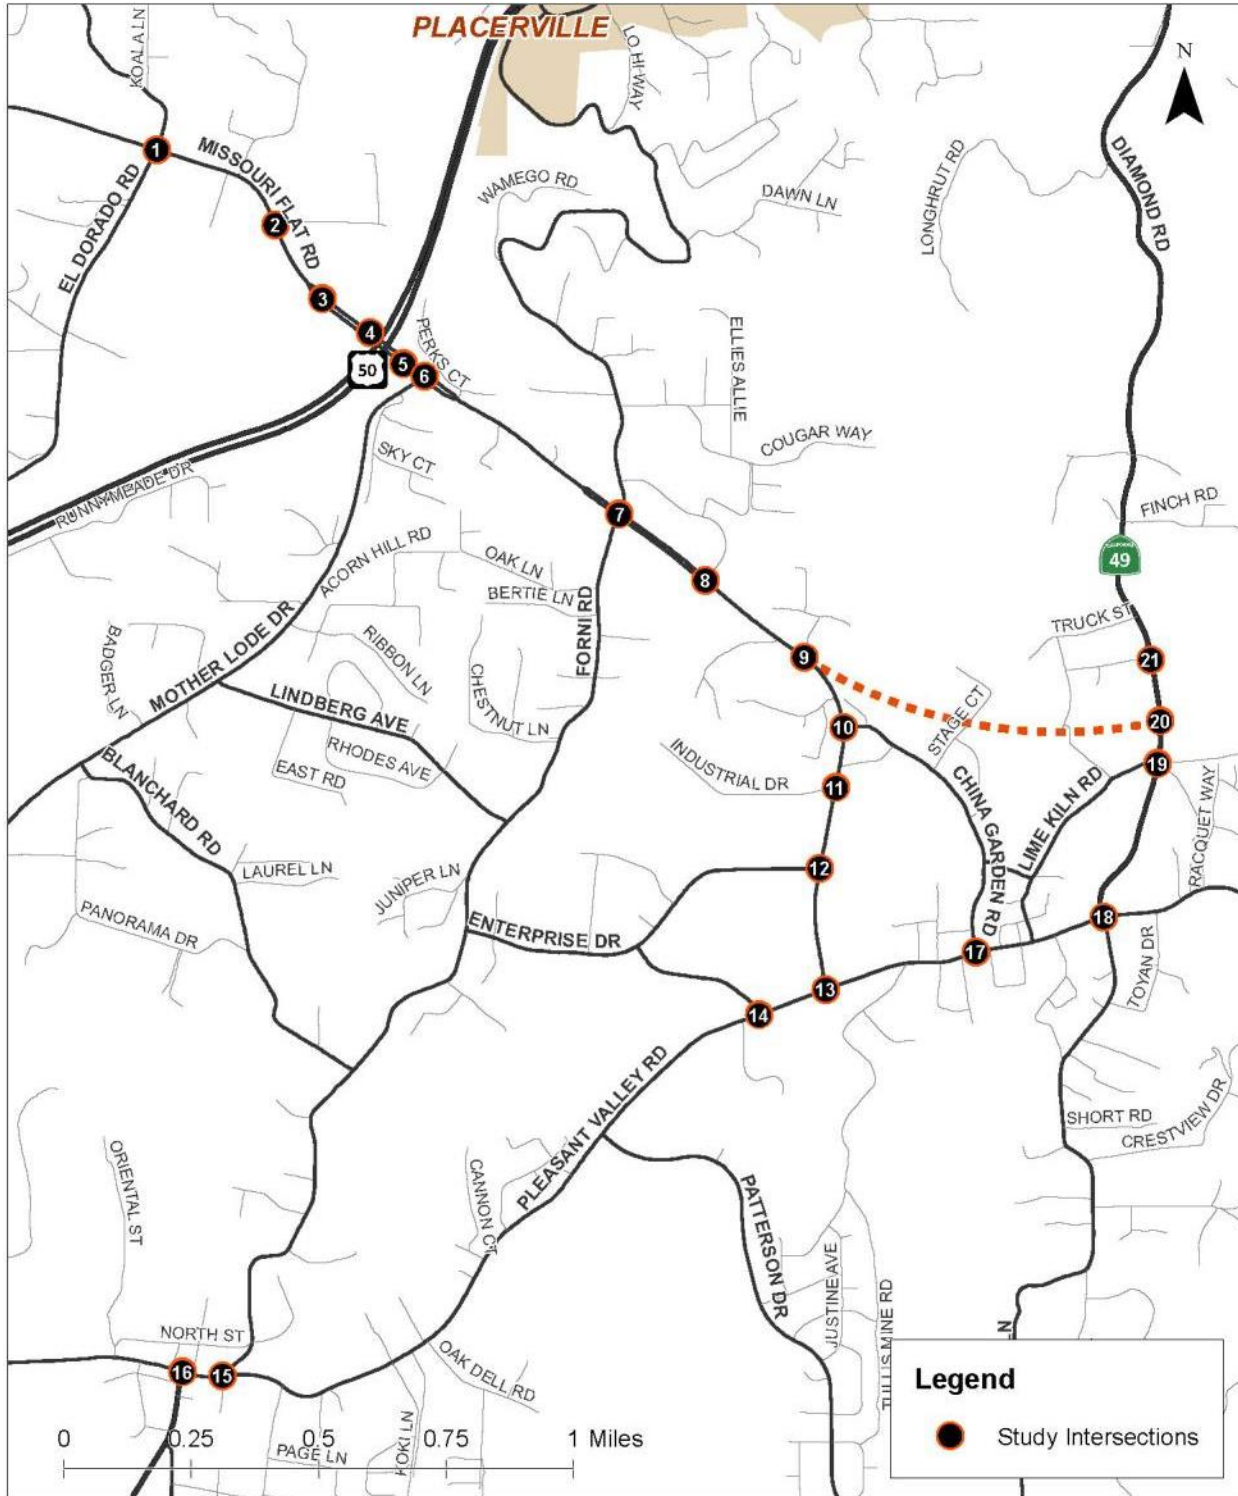 PLACERVILLE
KOALA LN
LO HI WAY
N
1
MISSOURI FLAT RD
EL DORADO RD
2
WAMEGO RD
DAWN LN
LONGHRUT RD
DIAMOND RD
3
4
50
5
6
PERKS CT
ELLIES ALLIE
COUGAR WAY
SKY CT
RUNNYMEADE DR
FINCH RD
7
49
ACORN HILL RD
OAK LN
BERTIE LN
8
FORNI RD
TRUCK ST
BADGER LN
MOTHER LODE DR
RIBBON LN
9
21
LINDBERG AVE
CHESTNUT LN
10
STAGE CT
20
BLANCHARD RD
RHODES AVE
EAST RD
INDUSTRIAL DR
11
CHINA GARDEN RD
LIME KILN RD
19
RACQUET WAY
LAUREL LN
JUNIPER LN
12
PANORAMA DR
ENTERPRISE DR
17
18
TOYAN DR
13
14
PLEASANT VALLEY RD
SHORT RD
CRESTVIEW DR
ORIENTAL ST
CANNON CT
PATTERSON DR
JUSTINE AVE
TULLIS MINE RD
NORTH ST
16
15
OAK DELL RD
KOKI LN
PAGE LN
0 0.25 0.5 0.75 1 Miles
Legend
Study Intersections